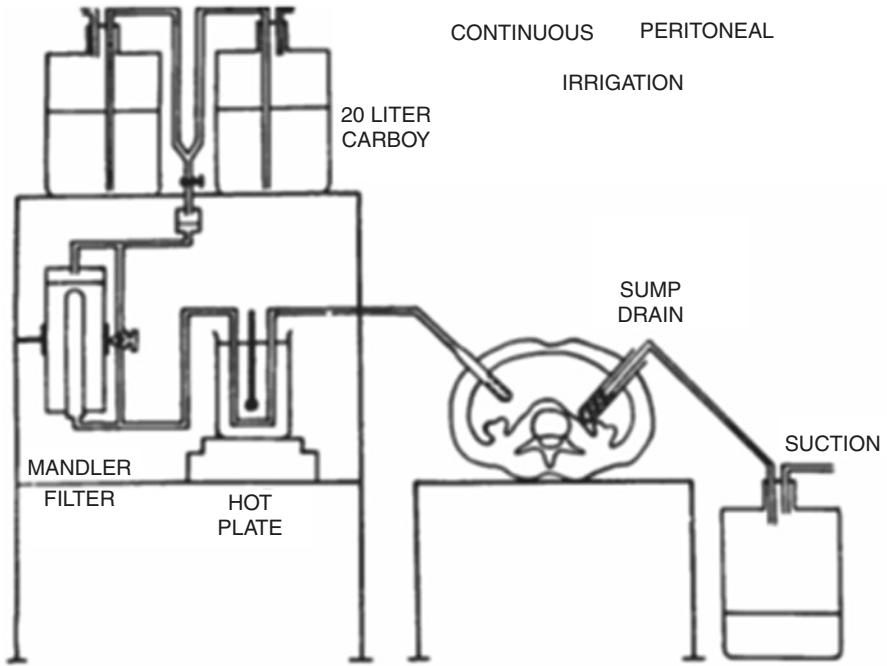 CONTINUOUS PERITONEAL
IRRIGATION
20 LITER
CARBOY
SUMP
DRAIN
SUCTION
MANDLER
FILTER
HOT
PLATE